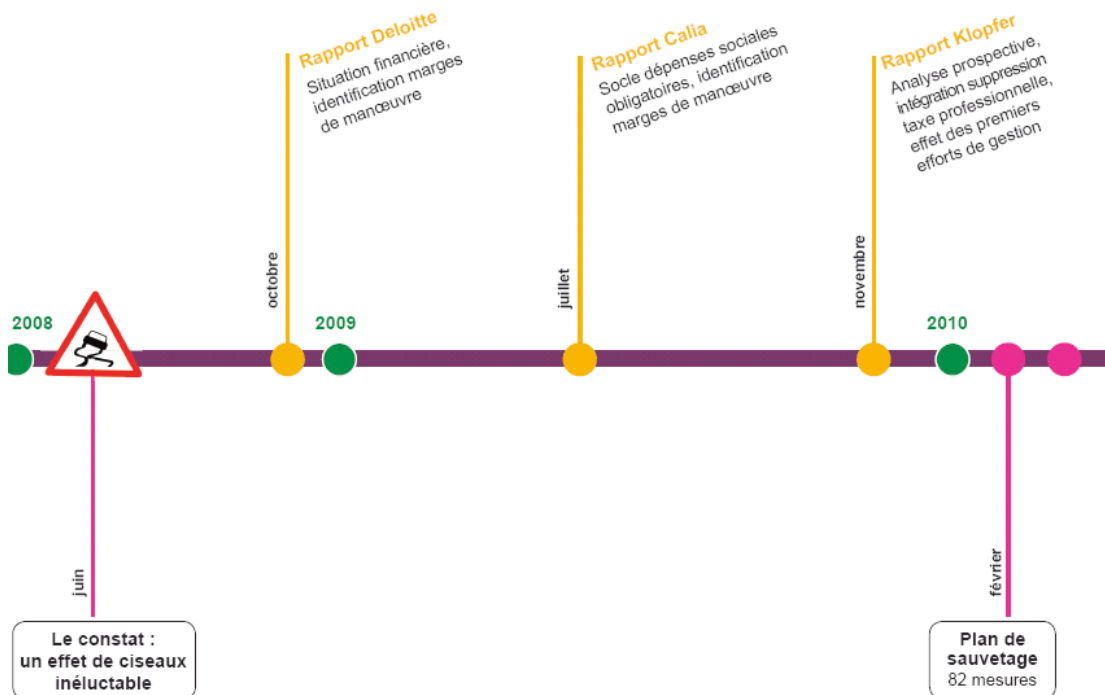 Rapport Deloitte
Situation financière,
identification marges
de manœuvre
Rapport Calia
Socle dépenses sociales
obligatoires, identification
marges de manœuvre
Rapport Klopfer
Analyse prospective,
intégration suppression
taxe professionnelle,
effet des premiers
efforts de gestion
octobre
juillet
novembre
2008
2009
2010
juin
février
Le constat :
un effet de ciseaux
inéluctable
Plan de
sauvetage
82 mesures